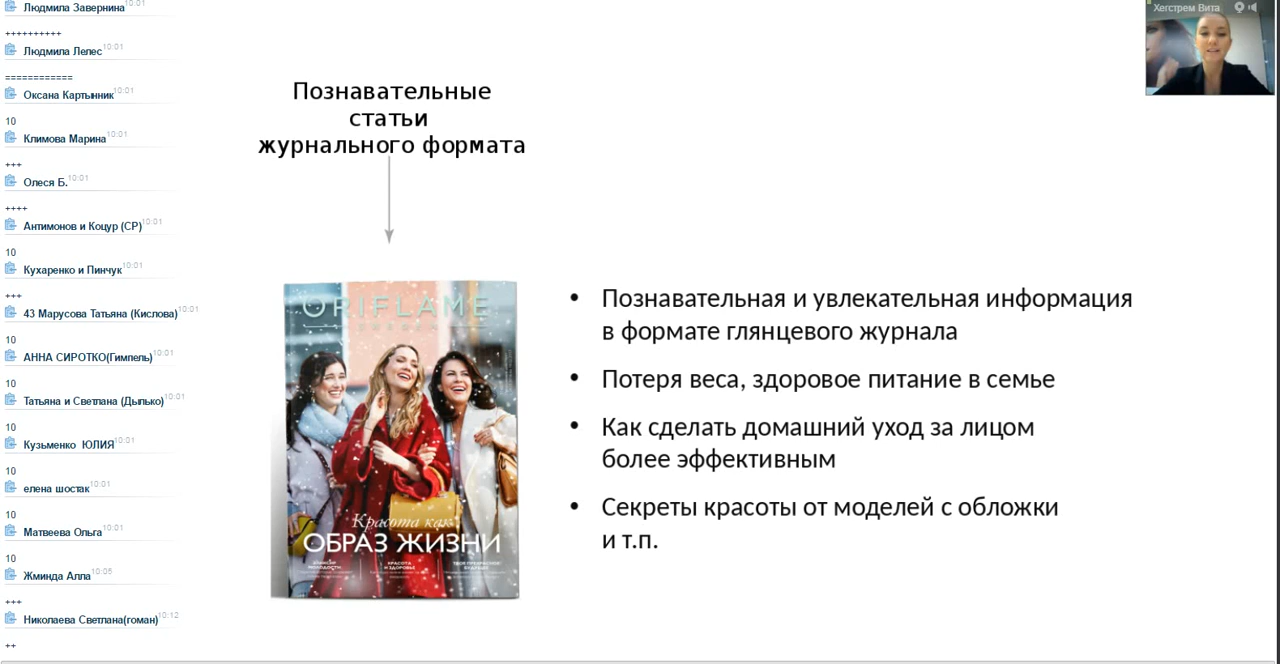 Людмила Завернина 10:01
++++++++++
Людмила Лелес 10:01
============
Оксана Картынник 10:01
10
Климова Марина 10:01
+++
Олеся Б. 10:01
++++
Антимонов и Коцур (СР) 10:01
10
Кухаренко и Пинчук 10:01
+++
43 Марусова Татьяна (Кислова) 10:01
10
АННА СИРОТКО(Гимпель) 10:01
10
Татьяна и Светлана (Дылько) 10:01
10
Кузьменко ЮЛИЯ 10:01
10
елена шостак 10:01
10
Матвеева Ольга 10:01
10
Жминда Алла 10:05
+++
Николаева Светлана(гоман) 10:12
++
Познавательные
статьи
журнального формата
ORIFLAME
SWEDEN
Красота как
ОБРАЗ ЖИЗНИ
КРАСОТА
И ЗДОРОВЬЕ
• Познавательная и увлекательная информация
в формате глянцевого журнала
• Потеря веса, здоровое питание в семье
• Как сделать домашний уход за лицом
более эффективным
• Секреты красоты от моделей с обложки
и т.п.
Хегстрем Вита